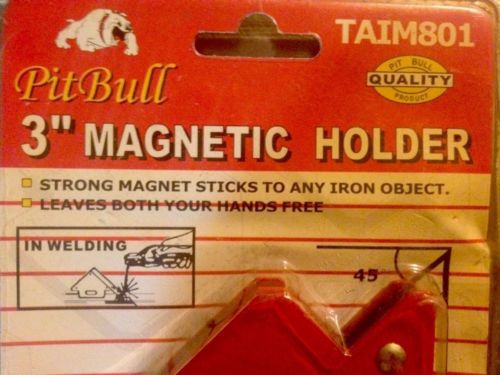 TAIM801
PitBull
PIT BULL
QUALITY
PRODUCT
3" MAGNETIC HOLDER
STRONG MAGNET STICKS TO ANY IRON OBJECT.
LEAVES BOTH YOUR HANDS FREE
IN WELDING
45°